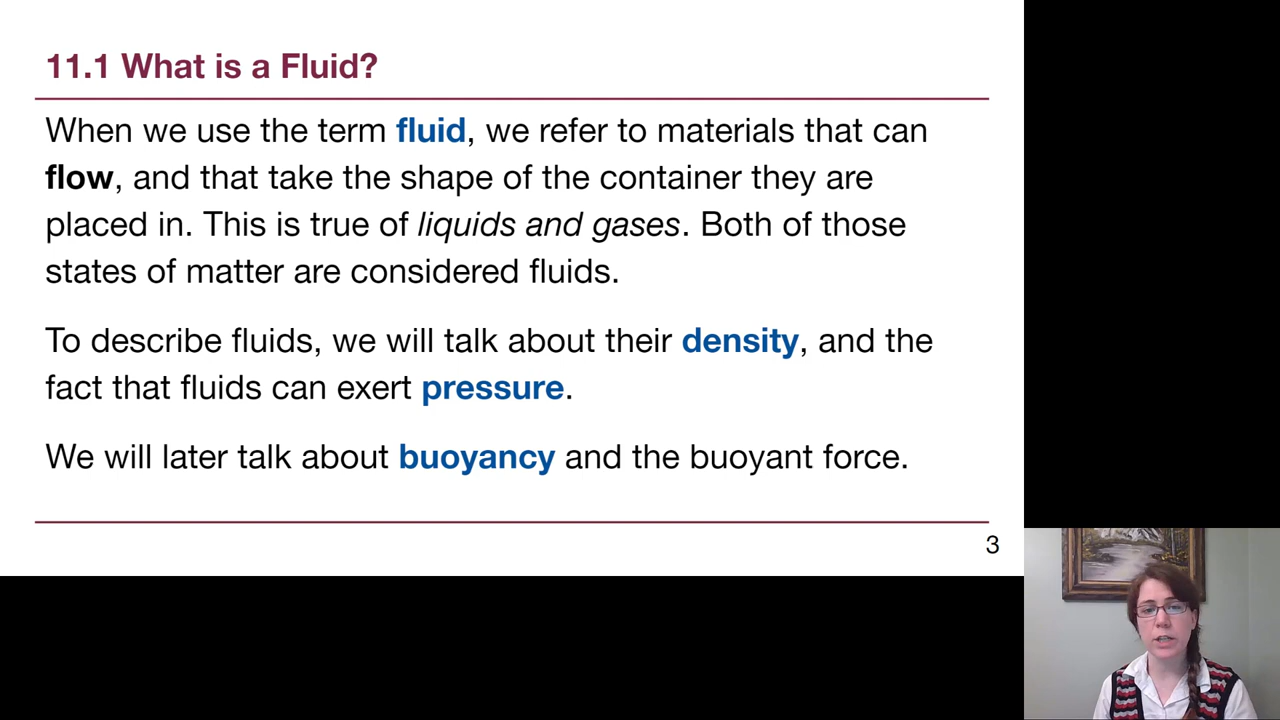 11.1 What is a Fluid?
When we use the term fluid, we refer to materials that can
flow, and that take the shape of the container they are
placed in. This is true of liquids and gases. Both of those
states of matter are considered fluids.
To describe fluids, we will talk about their density, and the
fact that fluids can exert pressure.
We will later talk about buoyancy and the buoyant force.
3